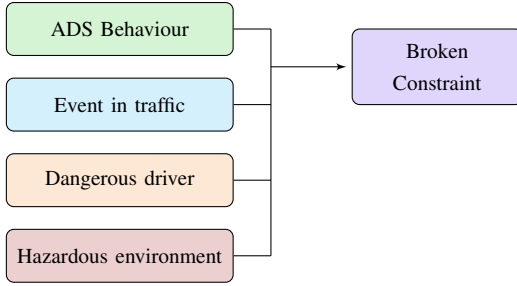 ADS Behaviour
Event in traffic
Dangerous driver
Hazardous environment
Broken
Constraint